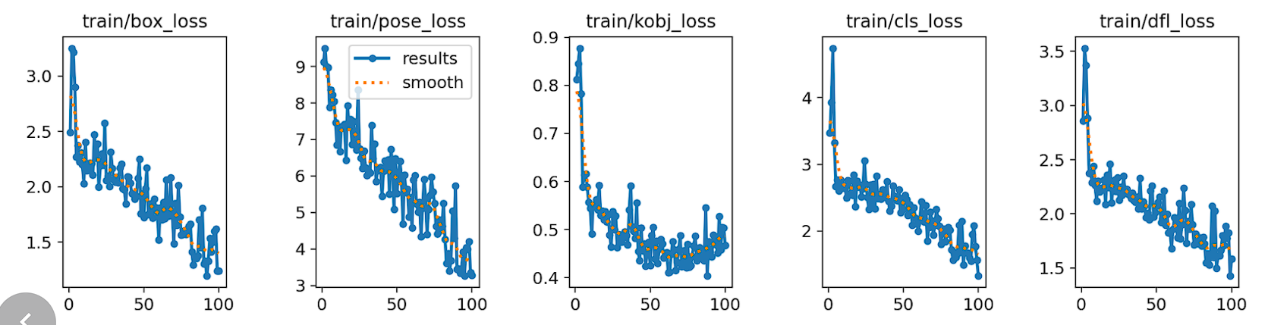 train/box_loss
3.0
2.5
2.0
1.5
0 50 100
train/pose_loss
results
smooth
9
8
7
6
5
4
3
0 50 100
train/kobj_loss
0.9
0.8
0.7
0.6
0.5
0.4
0 50 100
train/cls_loss
4
3
2
0 50 100
train/dfl_loss
3.5
3.0
2.5
2.0
1.5
0 50 100